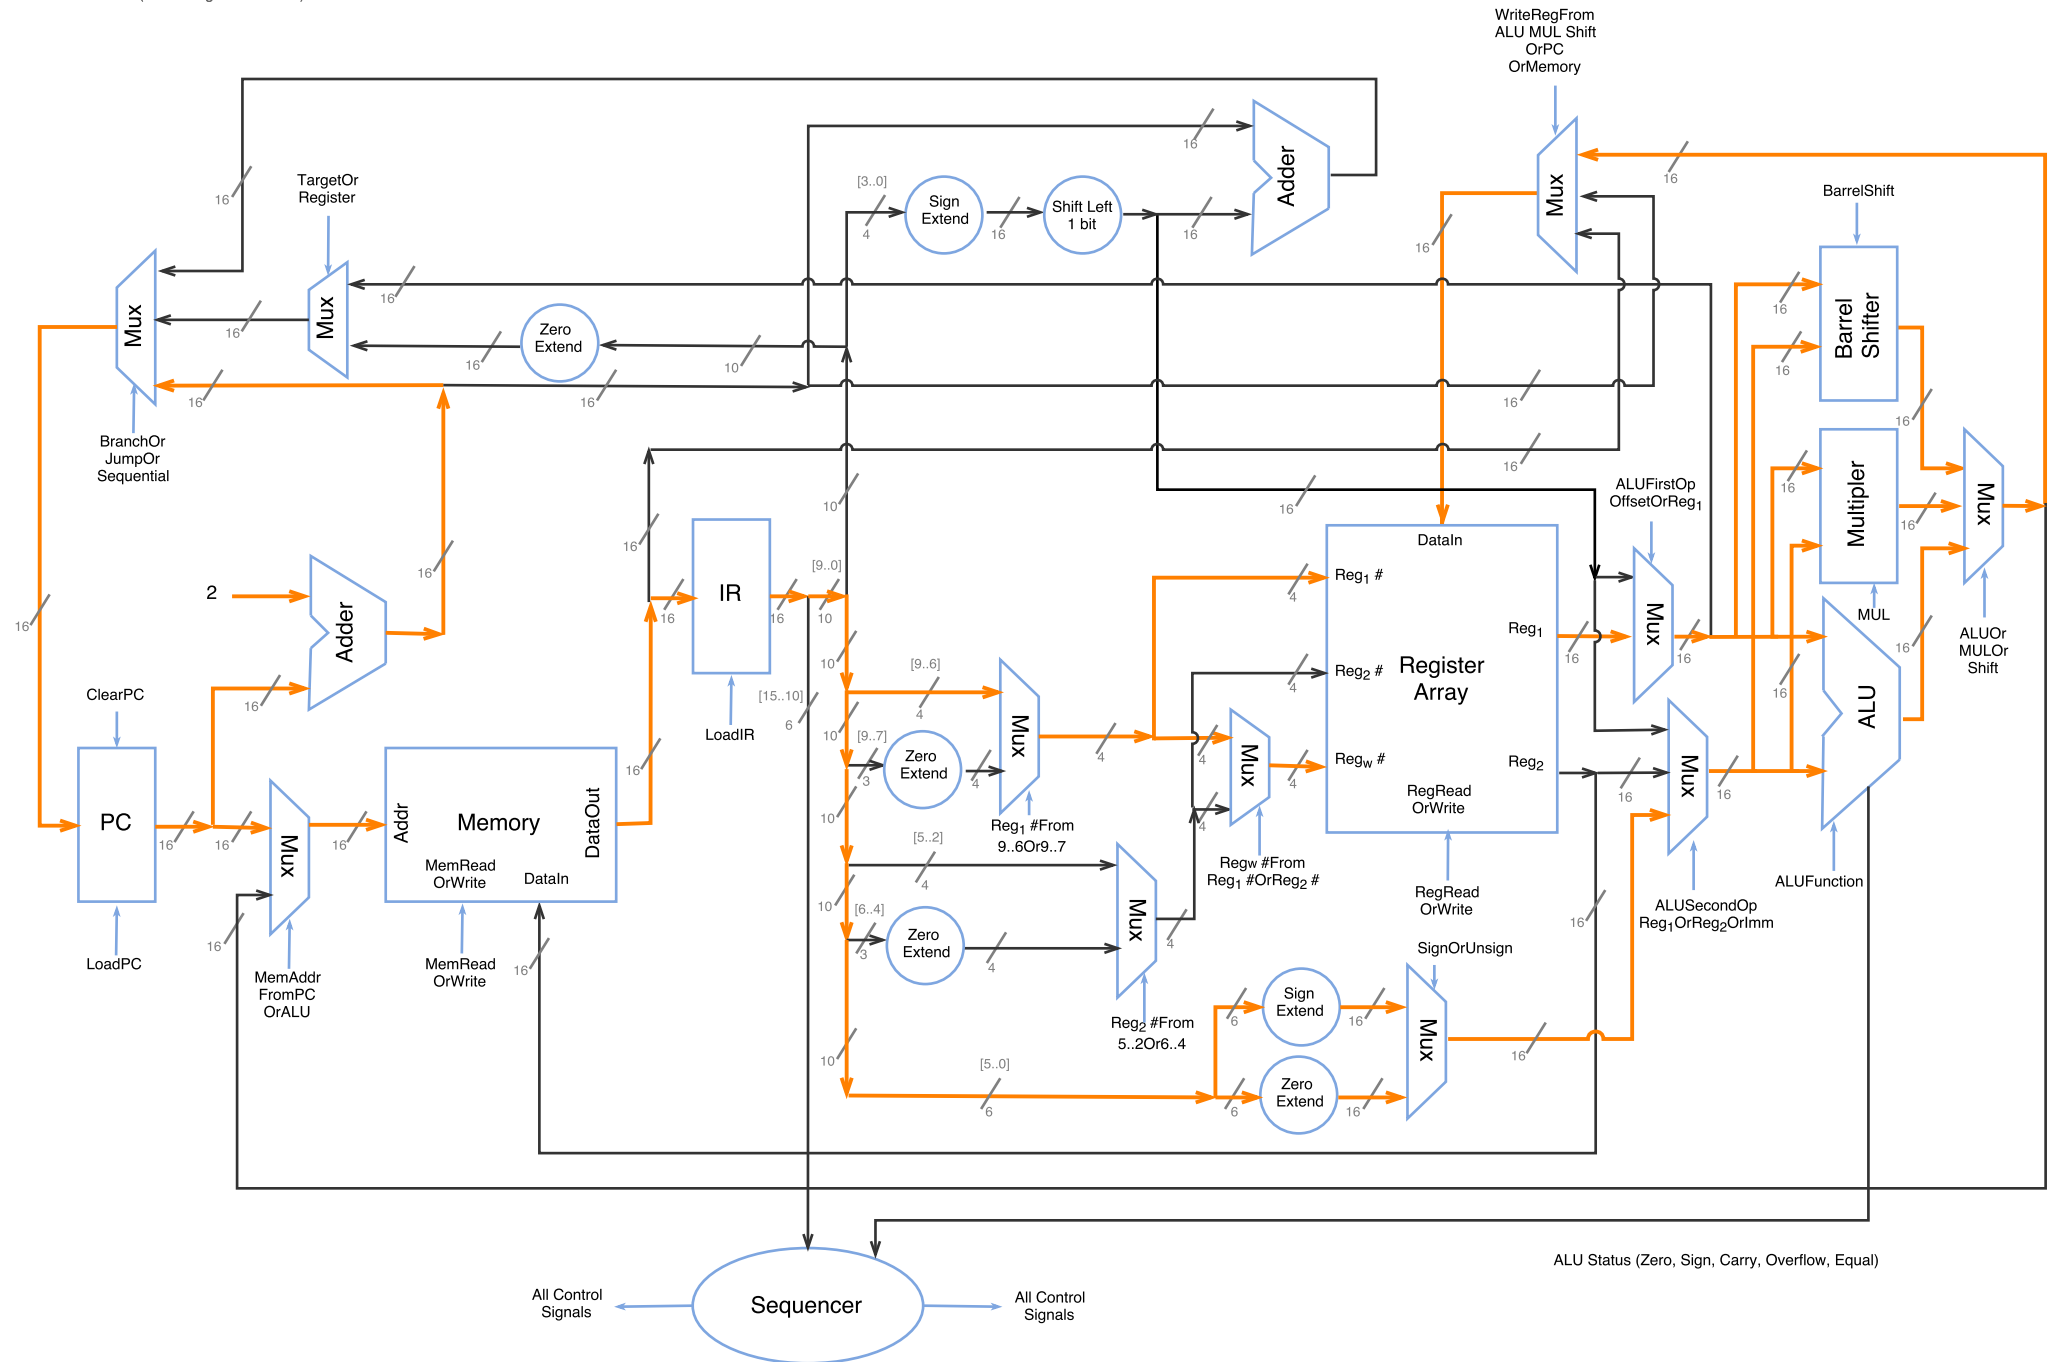 WriteRegFrom
ALU MUL Shift
OrPC
OrMemory
16
Adder
Mux
16
16
TargetOr
Register
[3..0]
4
Sign
Extend
16
Shift Left
1 bit
16
BarrelShift
16
Mux
16
Mux
16
16
Zero
Extend
16
10
16
16
Barrel
Shifter
16
16
16
16
BranchOr
JumpOr
Sequential
16
16
10
16
ALUFirstOp
OffsetOrReg1
16
Multipler
16
Mux
16
IR
[9..0]
DataIn
2
Adder
16
16
16
10
Reg1 #
4
Reg1
16
Mux
16
MUL
16
ALUOr
MULOr
Shift
16
10
[9..6]
4
Reg2 #
4
Register
Array
16
ALU
ClearPC
16
LoadIR
[15..10]
6
10
[9..7]
3
Zero
Extend
4
Mux
4
4
Mux
Regw #
4
Reg2
16
Mux
16
PC
16
16
Mux
16
Addr
Memory
DataOut
MemRead
OrWrite
DataIn
16
10
Reg1 #From
9..6Or9..7
4
RegRead
OrWrite
[5..2]
4
Regw #From
Reg1 #OrReg2 #
RegRead
OrWrite
16
ALUFunction
ALUSecondOp
Reg1OrReg2OrImm
10
[6..4]
3
Zero
Extend
4
Mux
4
LoadPC
16
MemAddr
FromPC
OrALU
MemRead
OrWrite
16
SignOrUnsign
Reg2 #From
5..2Or6..4
6
Sign
Extend
16
Mux
16
10
[5..0]
6
6
Zero
Extend
16
ALU Status (Zero, Sign, Carry, Overflow, Equal)
All Control
Signals
Sequencer
All Control
Signals